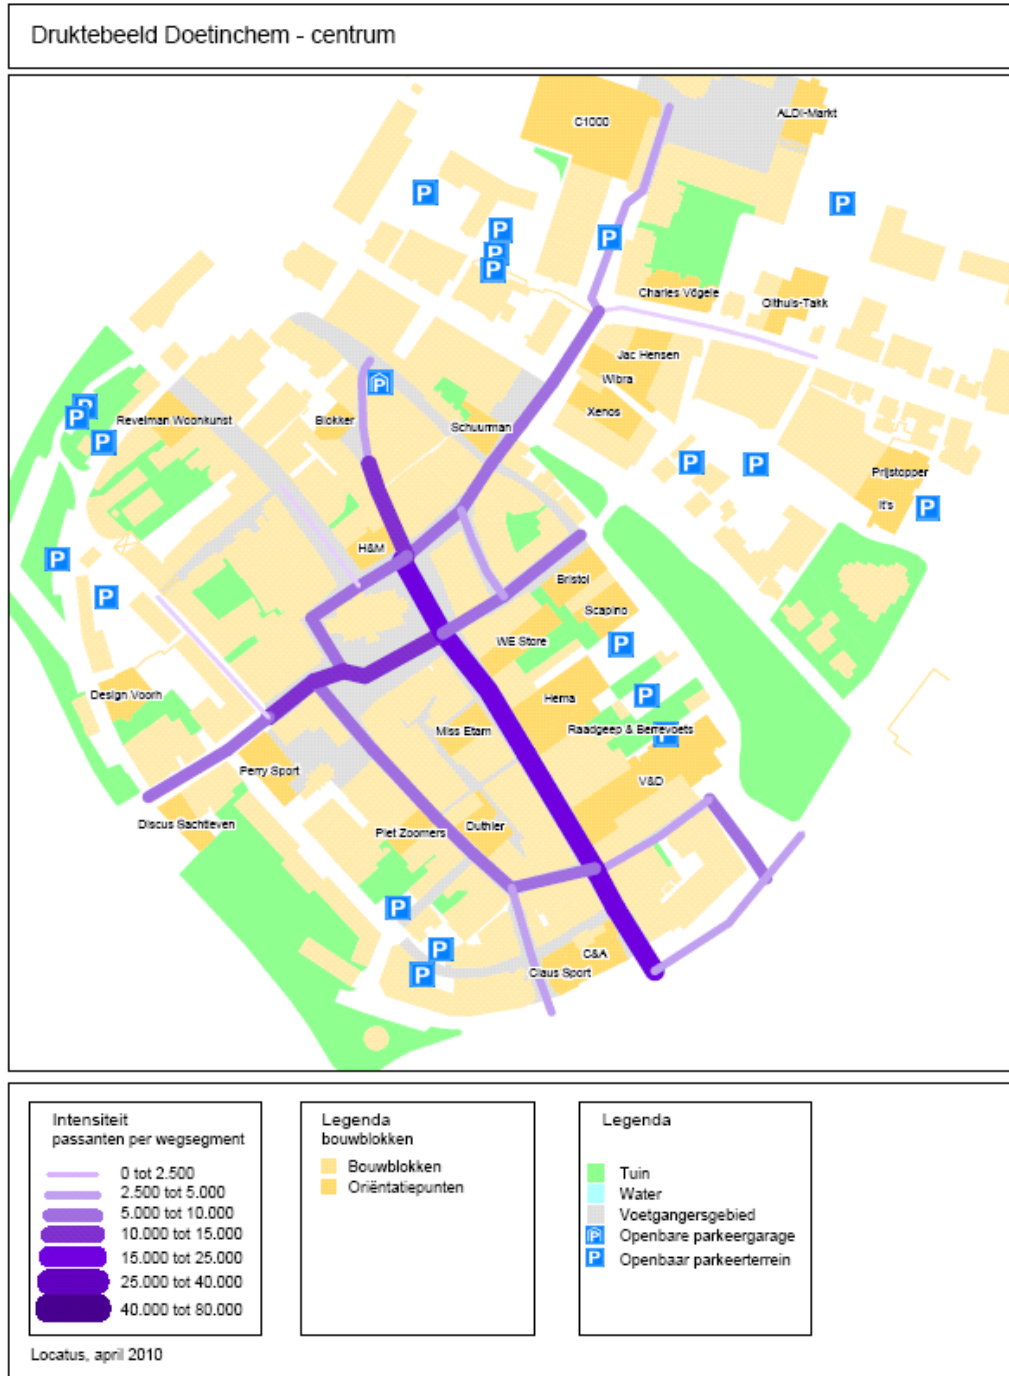 Druktebeeld Doetinchem - centrum
C1000
ALDI-Markt
P
P
P
P
P
P
Charles Vögele
Olthuis-Takk
Jac Hensen
Wibra
Xenos
P
P
P
P
Revelman Woonkunst
Blokker
Schuurman
P
P
P
Prijstopper
It's
P
H&M
P
P
Bristol
Scapino
WE Store
P
Design Voorh
Hema
P
Miss Etam
Raadgeep & Berrevoets
P
Perry Sport
V&D
Discus Sachtleven
Piet Zoomers
Duthler
P
P
P
C&A
Claus Sport
Intensiteit
passanten per wegsegment
0 tot 2.500
2.500 tot 5.000
5.000 tot 10.000
10.000 tot 15.000
15.000 tot 25.000
25.000 tot 40.000
40.000 tot 80.000
Legenda
bouwblokken
Bouwblokken
Oriëntatiepunten
Legenda
Tuin
Water
Voetgangersgebied
P Openbare parkeergarage
P Openbaar parkeerterrein
Locatus, april 2010